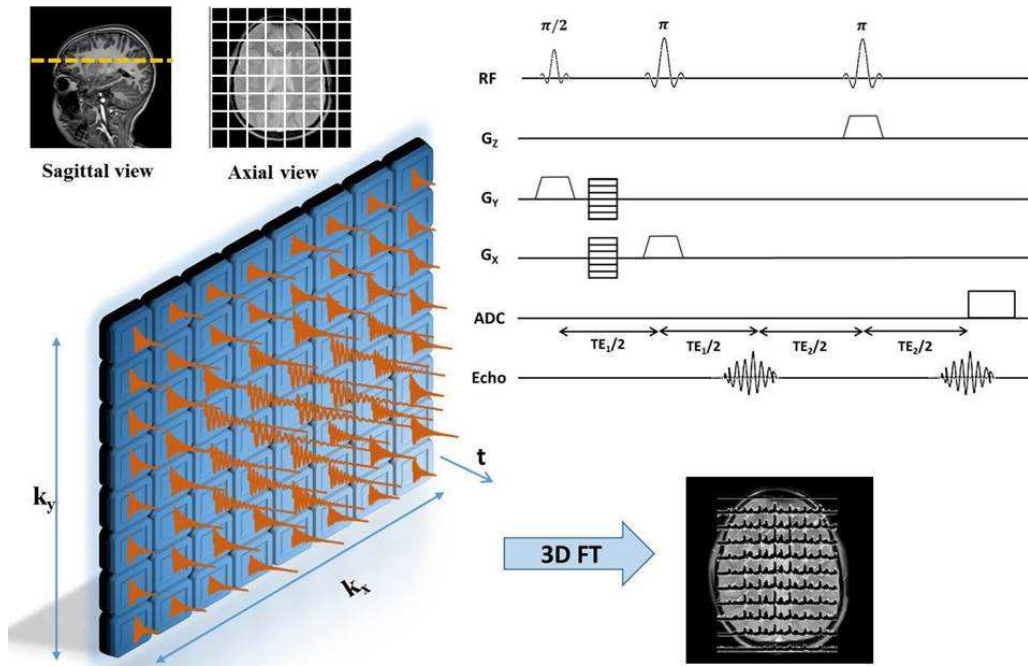 Sagittal view
Axial view
π/2
π
π
RF
G_Z
G_Y
G_X
ADC
TE₁/2
TE₁/2
TE₂/2
TE₂/2
Echo
k_y
k_x
t
3D FT